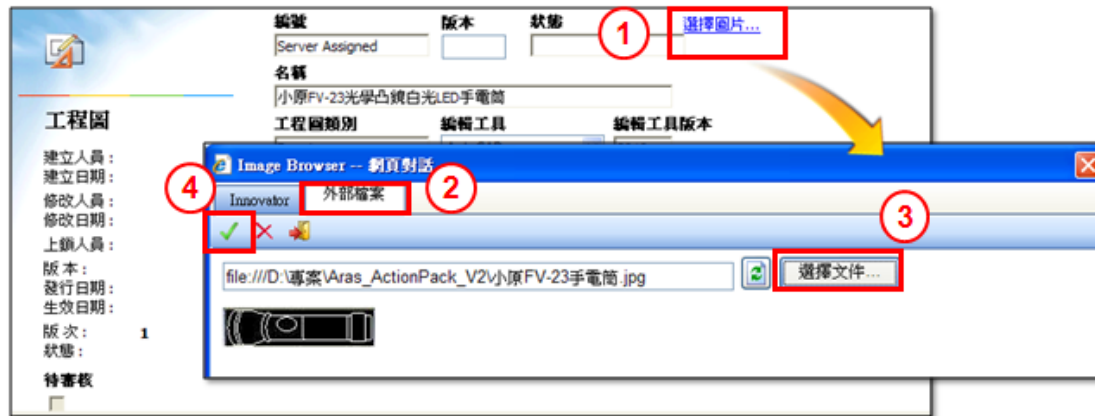 編號 版本 狀態 ① 選擇圖片...
Server Assigned
名稱
小原FV-23光學凸鏡白光LED手電筒
工程圖
工程圖類別 編輯工具 編輯工具版本
建立人員:
建立日期:
修改人員:
修改日期:
上鎖人員:
版本:
發行日期:
生效日期:
版次: 1
狀態:
待審核
Image Browser -- 網頁對話
④ Innovator 外部檔案 ②
③
file:///D:\專案\Aras_ActionPack_V2\小原FV-23手電筒.jpg 選擇文件...